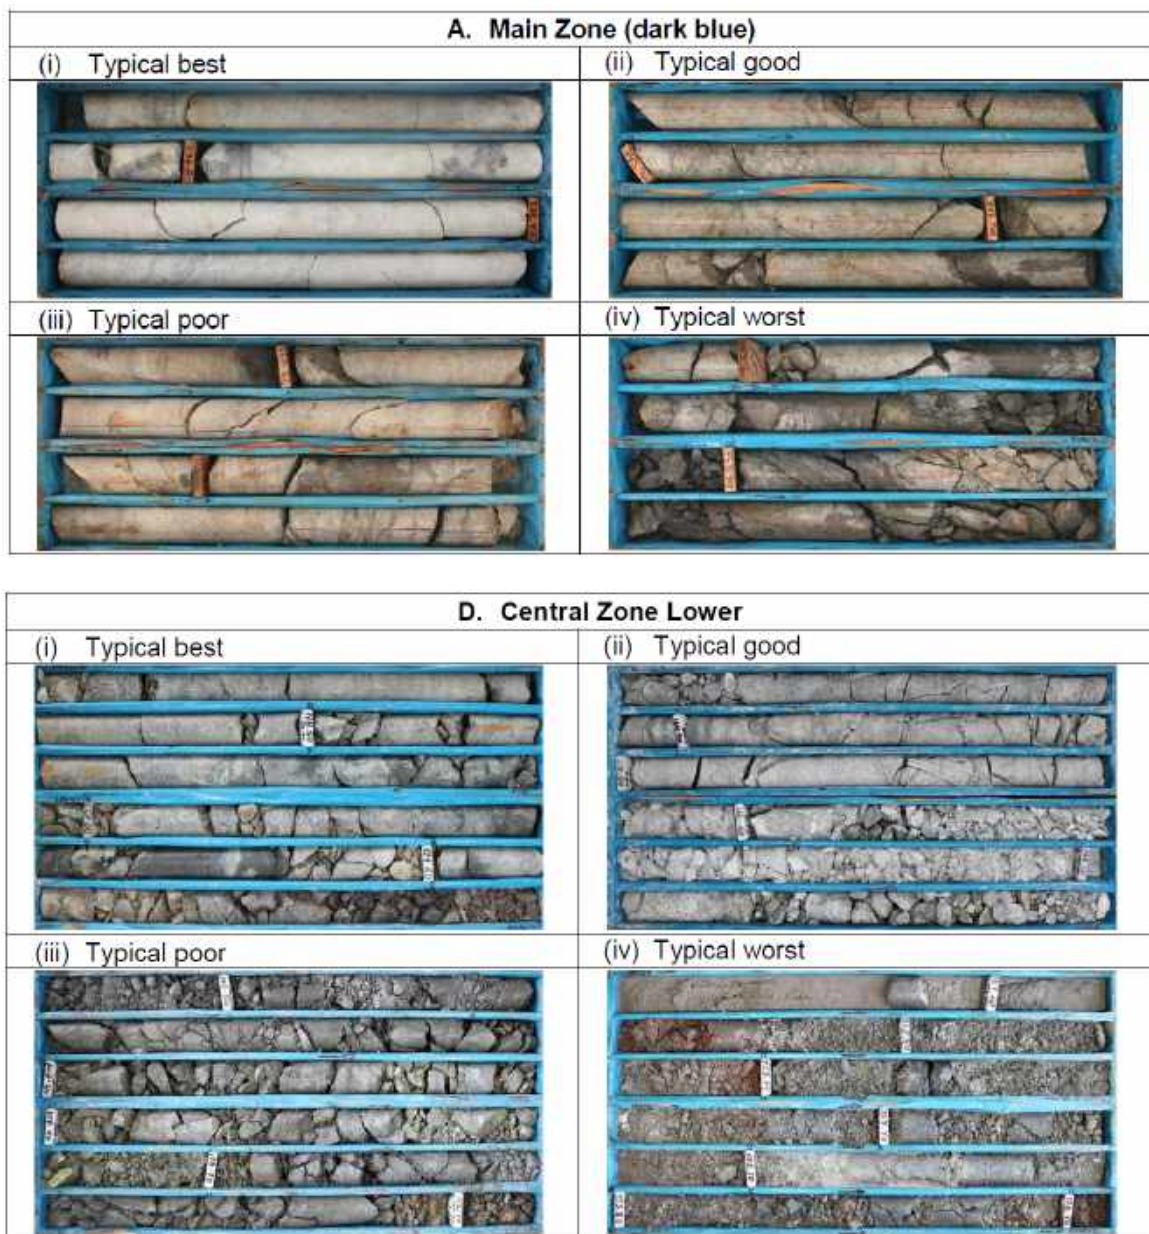 A. Main Zone (dark blue)
(i) Typical best
(ii) Typical good
(iii) Typical poor
(iv) Typical worst
D. Central Zone Lower
(i) Typical best
(ii) Typical good
(iii) Typical poor
(iv) Typical worst